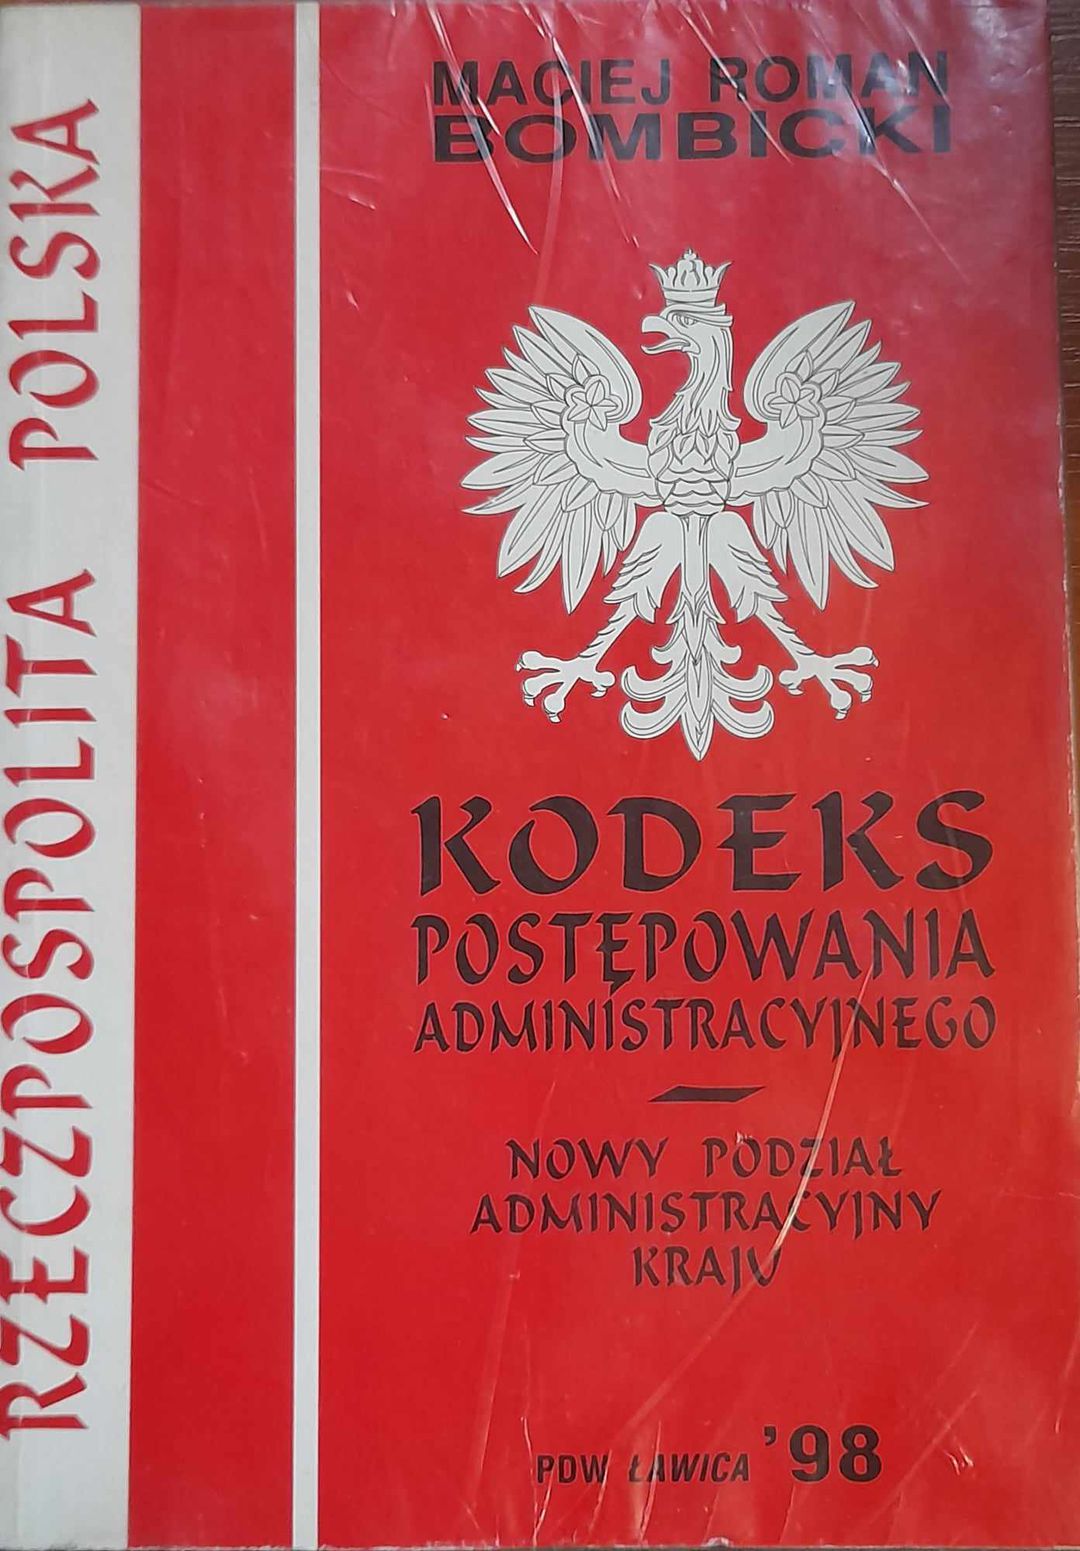 RZECZPOSPOLITA POLSKA
MACIEJ ROMAN
BOMBICKI
KODEKS
POSTĘPOWANIA
ADMINISTRACYJNEGO
NOWY PODZIAŁ
ADMINISTRACYJNY
KRAJU
PDW ŁAWICA '98